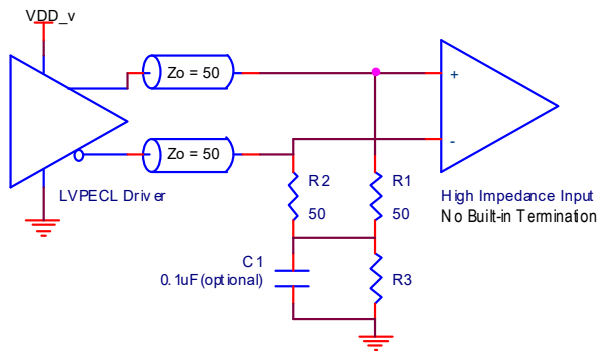 VDD_v
Zo = 50
+
Zo = 50
-
LVPECL Driver
R2
50
R1
50
High Impedance Input
No Built-in Termination
C1
0.1uF(optional)
R3